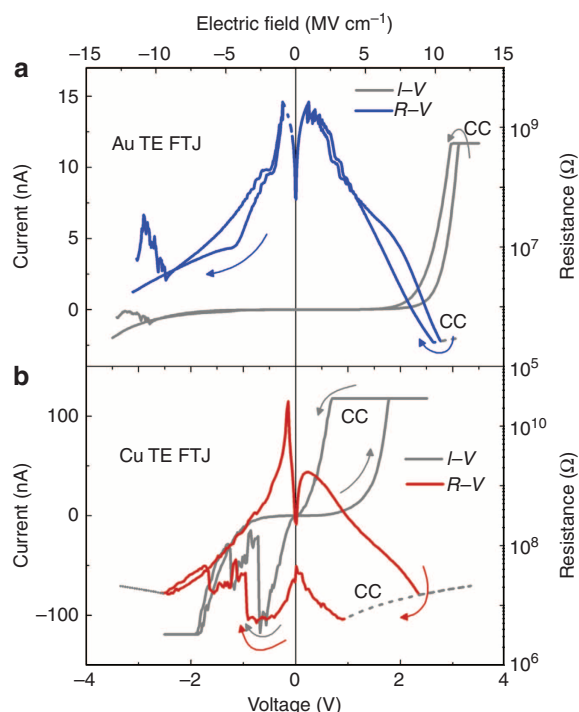 Electric field (MV cm⁻¹)
−15 −10 −5 0 5 10 15
a
15
10
5
0
Current (nA)
Au TE FTJ
I–V
R–V
CC
CC
10⁹
10⁷
10⁵
Resistance (Ω)
b
100
0
−100
Current (nA)
Cu TE FTJ
CC
I–V
R–V
CC
10¹⁰
10⁸
10⁶
Resistance (Ω)
−4 −2 0 2 4
Voltage (V)